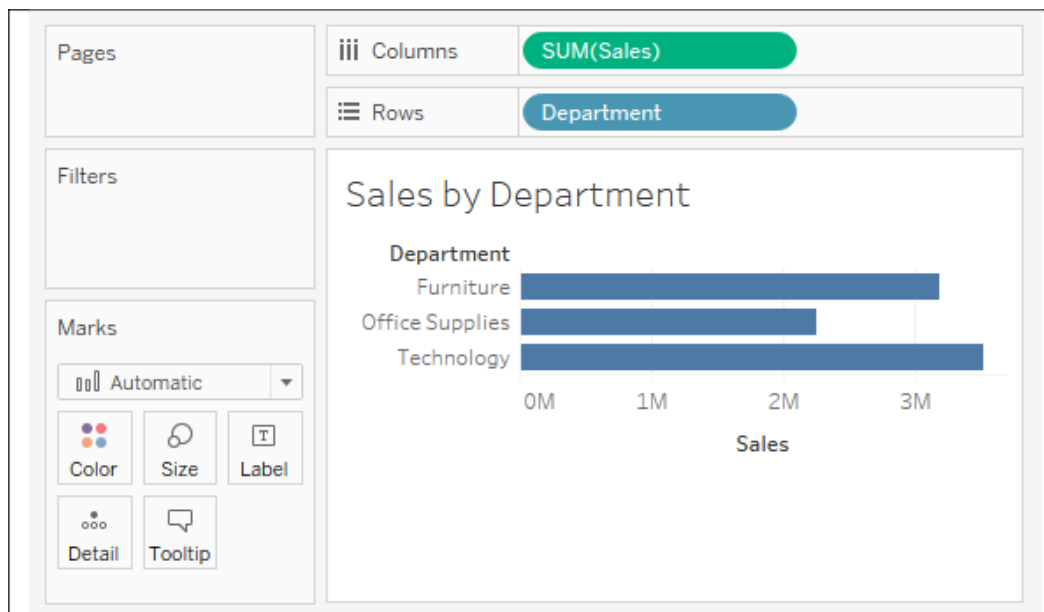 Pages
Columns
SUM(Sales)
Rows
Department
Filters
Marks
Automatic
Color
Size
T
Label
Detail
Tooltip
Sales by Department
Department
Furniture
Office Supplies
Technology
0M 1M 2M 3M
Sales